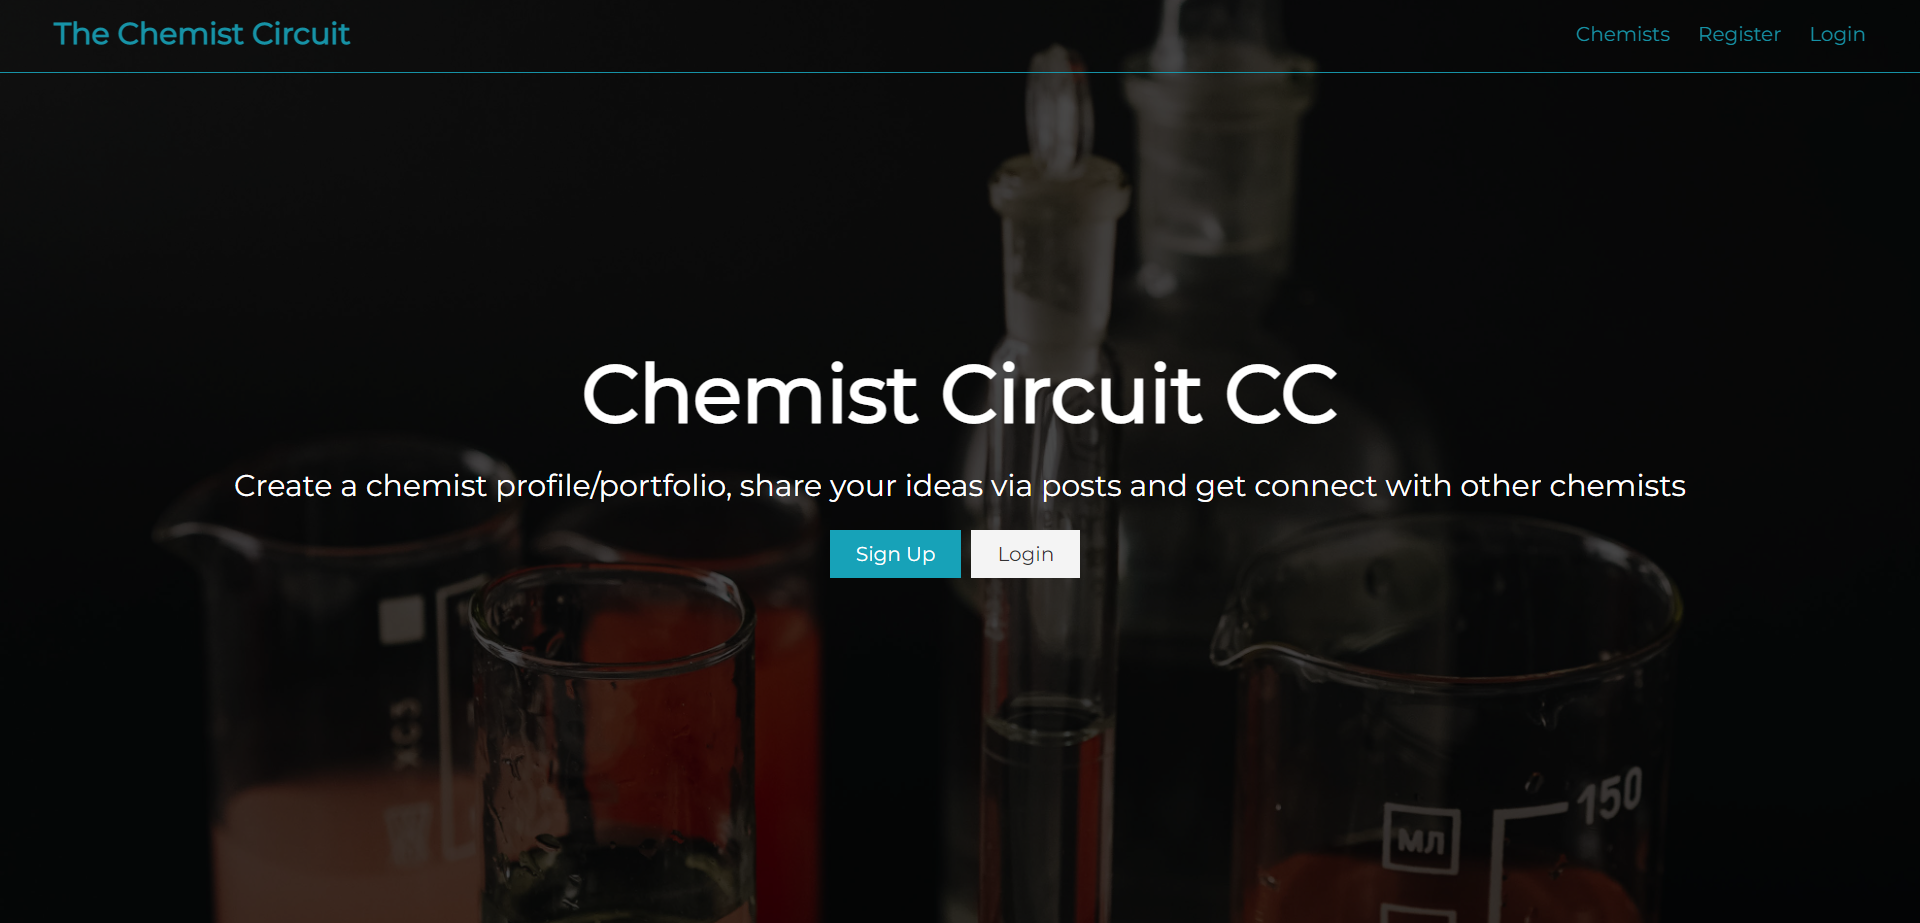 The Chemist Circuit
Chemists Register Login
Chemist Circuit CC
Create a chemist profile/portfolio, share your ideas via posts and get connect with other chemists
Sign Up Login
150
МЛ